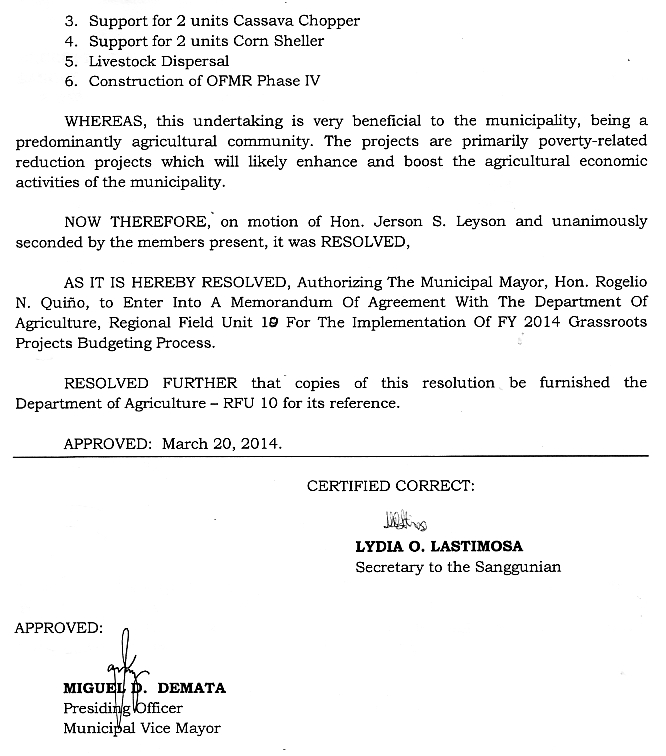 3. Support for 2 units Cassava Chopper
4. Support for 2 units Corn Sheller
5. Livestock Dispersal
6. Construction of OFMR Phase IV
WHEREAS, this undertaking is very beneficial to the municipality, being a
predominantly agricultural community. The projects are primarily poverty-related
reduction projects which will likely enhance and boost the agricultural economic
activities of the municipality.
NOW THEREFORE, on motion of Hon. Jerson S. Leyson and unanimously
seconded by the members present, it was RESOLVED,
AS IT IS HEREBY RESOLVED, Authorizing The Municipal Mayor, Hon. Rogelio
N. Quiño, to Enter Into A Memorandum Of Agreement With The Department Of
Agriculture, Regional Field Unit 10 For The Implementation Of FY 2014 Grassroots
Projects Budgeting Process.
RESOLVED FURTHER that copies of this resolution be furnished the
Department of Agriculture – RFU 10 for its reference.
APPROVED: March 20, 2014.
CERTIFIED CORRECT:
LYDIA O. LASTIMOSA
Secretary to the Sanggunian
APPROVED:
MIGUEL D. DEMATA
Presiding Officer
Municipal Vice Mayor